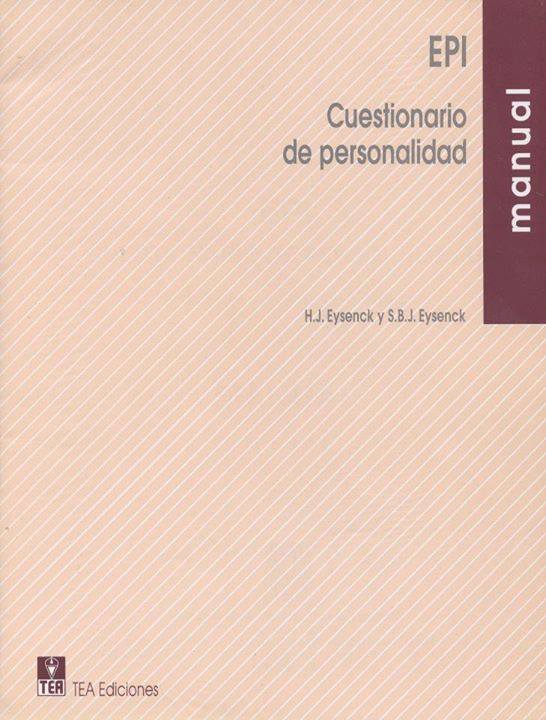 EPI
Cuestionario
de personalidad
manual
H.J. Eysenck y S.B.J. Eysenck
TEA
TEA Ediciones